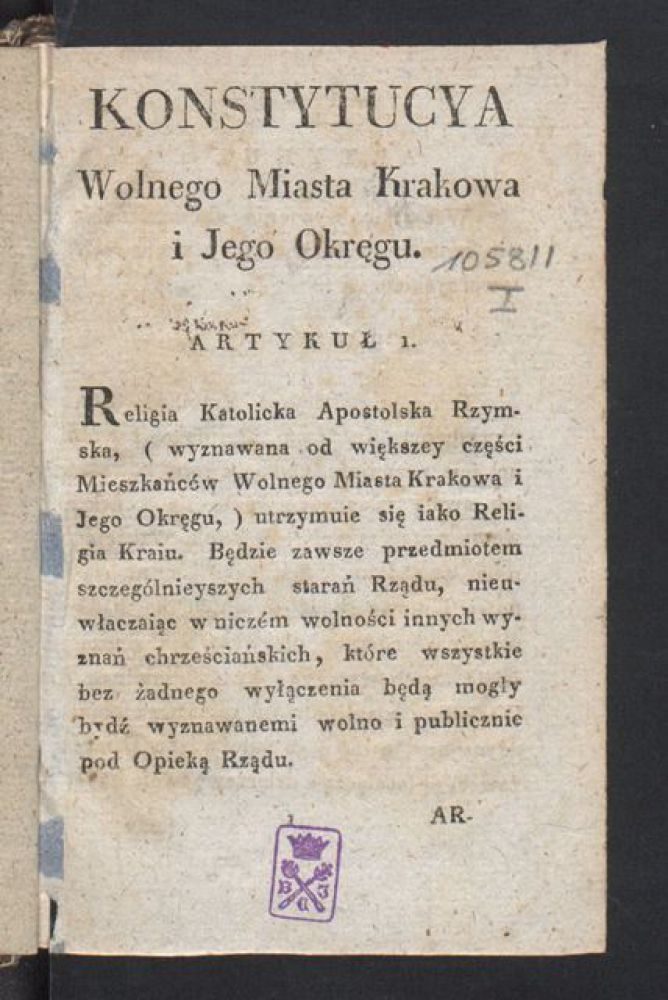 KONSTYTUCYA
Wolnego Miasta Krakowa
i Jego Okręgu.
105811
I
ARTYKUŁ 1.
Religia Katolicka Apostolska Rzym-
ska, ( wyznawana od większey części
Mieszkańców Wolnego Miasta Krakowa i
Jego Okręgu, ) utrzymuie się iako Reli-
gia Kraiu. Będzie zawsze przedmiotem
szczególnieyszych starań Rządu, nieu-
właczaiąc w niczém wolności innych wy-
znań chrześciańskich, które wszystkie
bez żadnego wyłączenia będą mogły
bydź wyznawanemi wolno i publicznie
pod Opieką Rządu.
1 AR-
B J
C